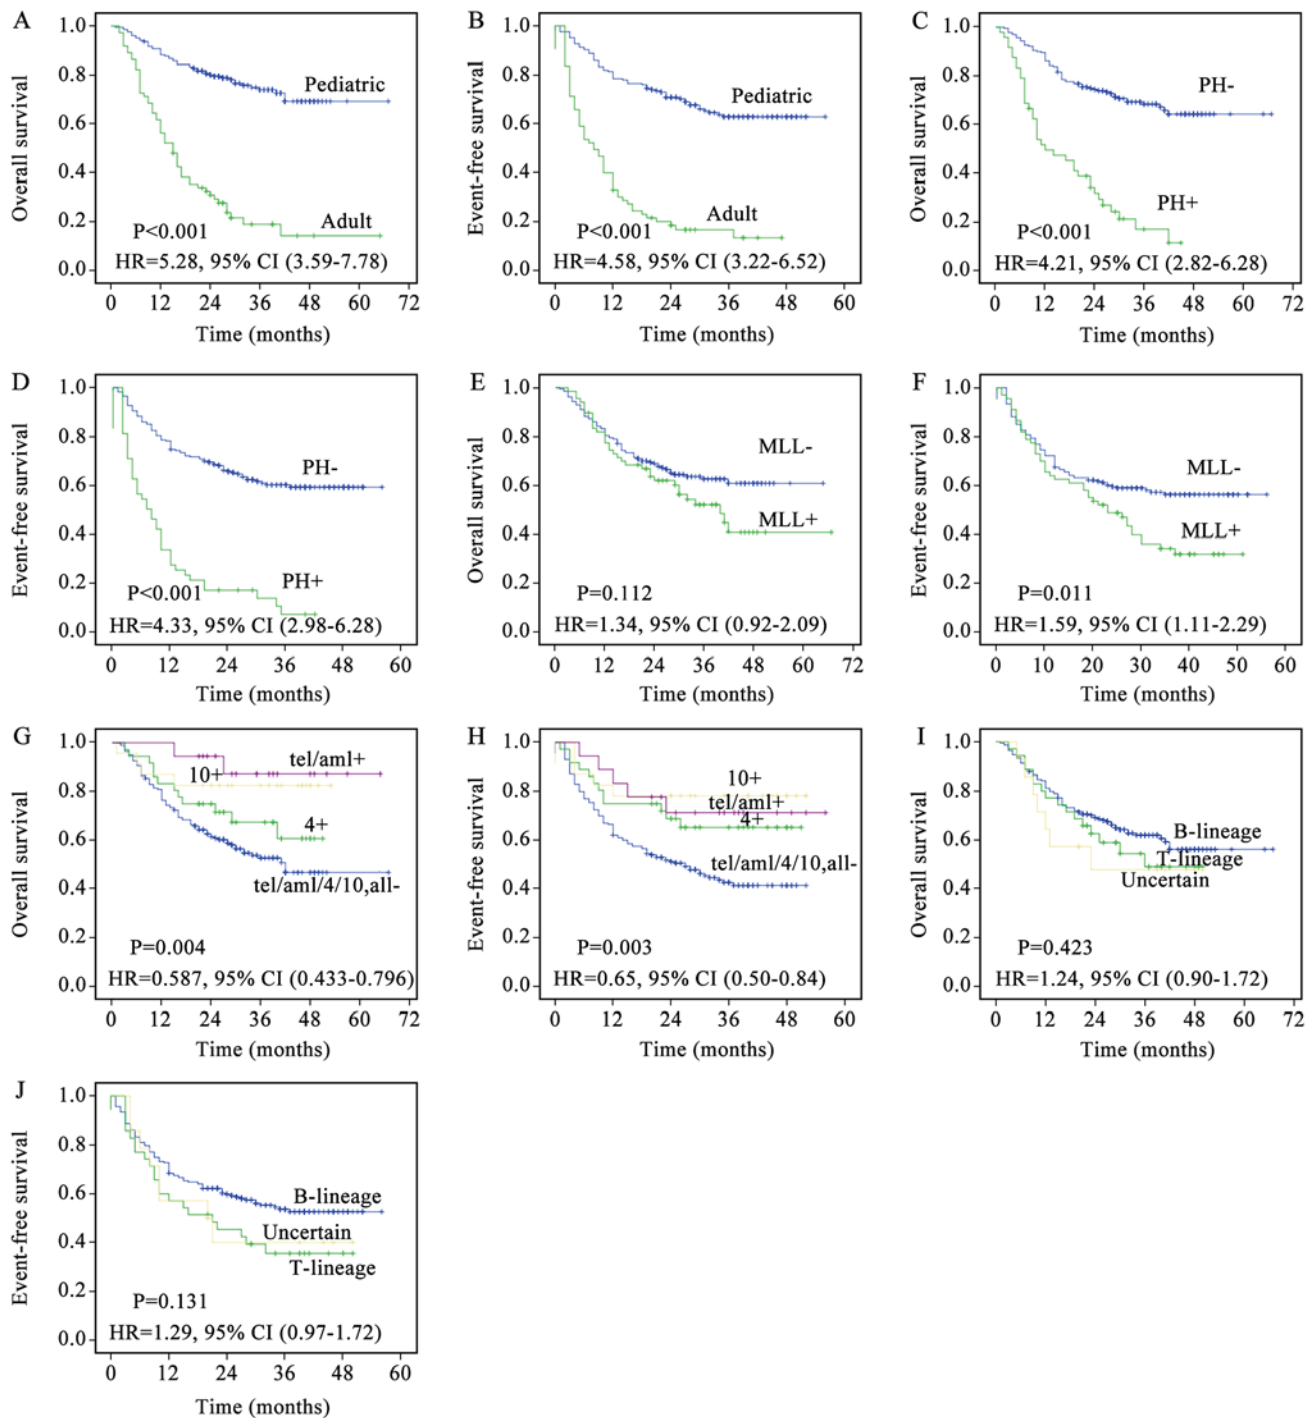 A
Overall survival
1.0
0.8
0.6
0.4
0.2
0.0
Pediatric
Adult
P<0.001
HR=5.28, 95% CI (3.59-7.78)
0 12 24 36 48 60 72
Time (months)
B
Event-free survival
1.0
0.8
0.6
0.4
0.2
0.0
Pediatric
Adult
P<0.001
HR=4.58, 95% CI (3.22-6.52)
0 12 24 36 48 60
Time (months)
C
Overall survival
1.0
0.8
0.6
0.4
0.2
0.0
PH-
PH+
P<0.001
HR=4.21, 95% CI (2.82-6.28)
0 12 24 36 48 60 72
Time (months)
D
Event-free survival
1.0
0.8
0.6
0.4
0.2
0.0
PH-
PH+
P<0.001
HR=4.33, 95% CI (2.98-6.28)
0 12 24 36 48 60
Time (months)
E
Overall survival
1.0
0.8
0.6
0.4
0.2
0.0
MLL-
MLL+
P=0.112
HR=1.34, 95% CI (0.92-2.09)
0 12 24 36 48 60 72
Time (months)
F
Event-free survival
1.0
0.8
0.6
0.4
0.2
0.0
MLL-
MLL+
P=0.011
HR=1.59, 95% CI (1.11-2.29)
0 10 20 30 40 50 60
Time (months)
G
Overall survival
1.0
0.8
0.6
0.4
0.2
0.0
tel/aml+
10+
4+
tel/aml/4/10,all-
P=0.004
HR=0.587, 95% CI (0.433-0.796)
0 12 24 36 48 60 72
Time (months)
H
Event-free survival
1.0
0.8
0.6
0.4
0.2
0.0
10+
tel/aml+
4+
tel/aml/4/10,all-
P=0.003
HR=0.65, 95% CI (0.50-0.84)
0 12 24 36 48 60
Time (months)
I
Overall survival
1.0
0.8
0.6
0.4
0.2
0.0
B-lineage
T-lineage
Uncertain
P=0.423
HR=1.24, 95% CI (0.90-1.72)
0 12 24 36 48 60 72
Time (months)
J
Event-free survival
1.0
0.8
0.6
0.4
0.2
0.0
B-lineage
Uncertain
T-lineage
P=0.131
HR=1.29, 95% CI (0.97-1.72)
0 12 24 36 48 60
Time (months)